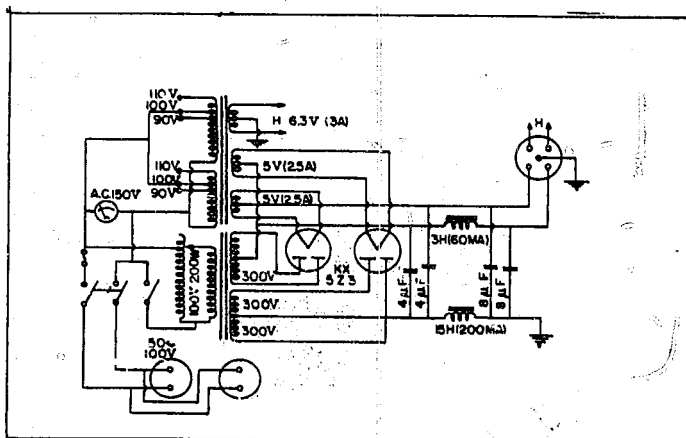 110V
100V
90V
H 6.3V (3A)
110V
100V
90V
5V(2.5A)
5V(2.5A)
A.C.150V
H
3H(60MA)
100V 200W
300V
KX
5Z3
4μF
4μF
8μF
8μF
300V.
300V
15H(200MA)
50~
100V